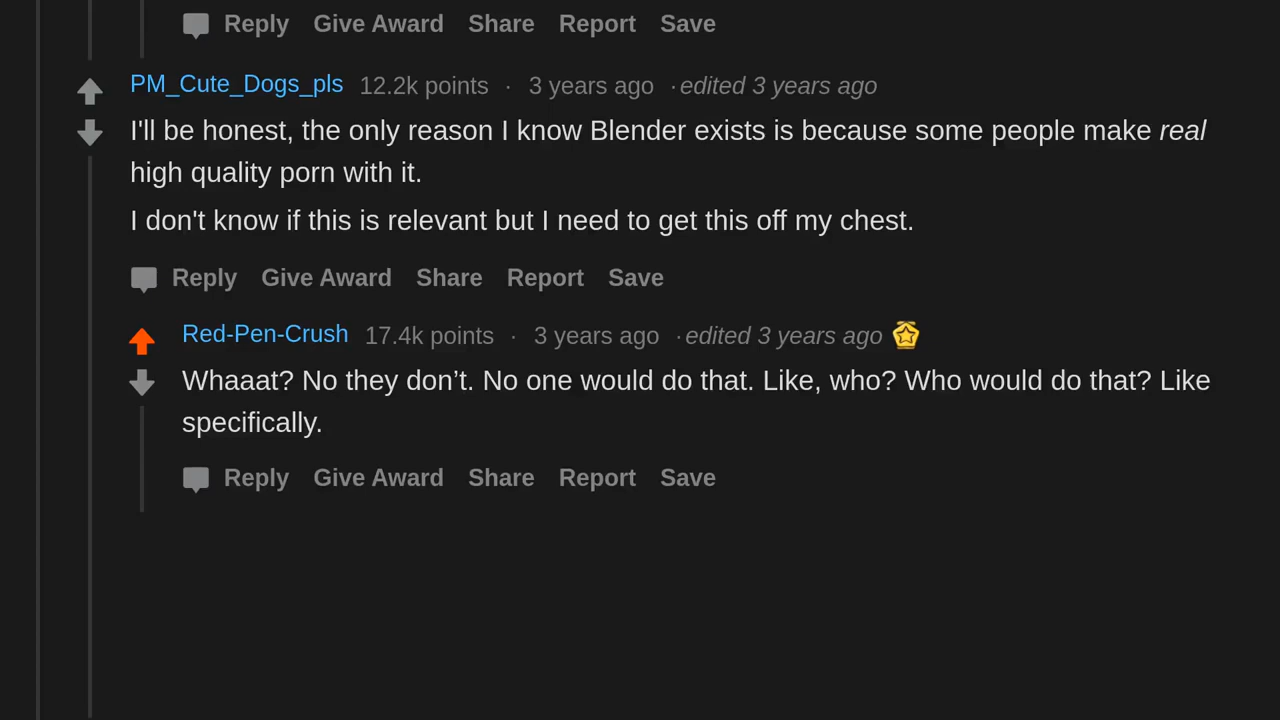 Reply Give Award Share Report Save
PM_Cute_Dogs_pls 12.2k points · 3 years ago · edited 3 years ago
I'll be honest, the only reason I know Blender exists is because some people make real
high quality porn with it.
I don't know if this is relevant but I need to get this off my chest.
Reply Give Award Share Report Save
Red-Pen-Crush 17.4k points · 3 years ago · edited 3 years ago
Whaaat? No they don’t. No one would do that. Like, who? Who would do that? Like
specifically.
Reply Give Award Share Report Save